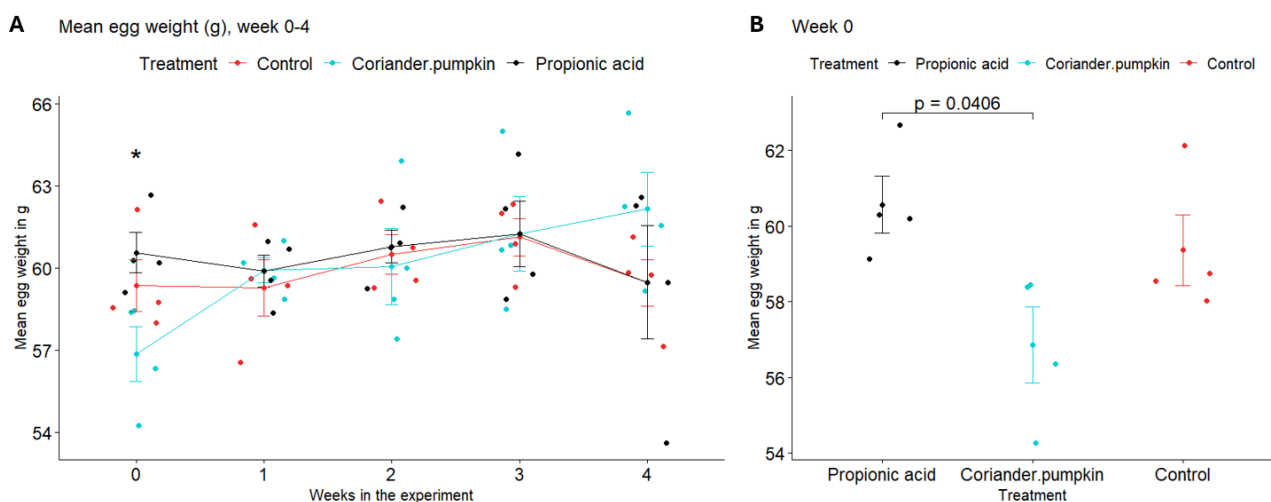 A Mean egg weight (g), week 0-4
Treatment Control Coriander.pumpkin Propionic acid
66
63
60
57
54
Mean egg weight in g
*
0 1 2 3 4
Weeks in the experiment
B Week 0
Treatment Propionic acid Coriander.pumpkin Control
p = 0.0406
62
60
58
56
54
Mean egg weight in g
Propionic acid Coriander.pumpkin Control
Treatment